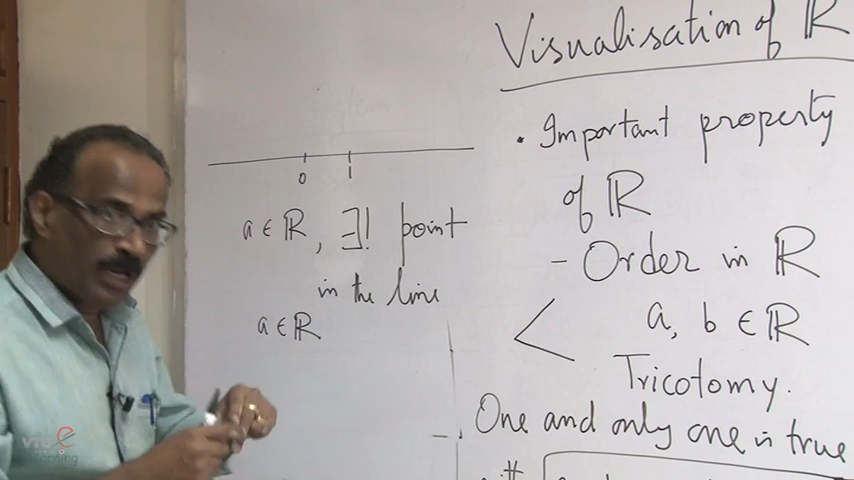 Visualisation of ℝ
• Important property
of ℝ
- Order in ℝ
< a, b ∈ ℝ
Tricotomy.
One and only one is true
0 1
a ∈ ℝ, ∃! point
in the line
a ∈ ℝ
VTU e